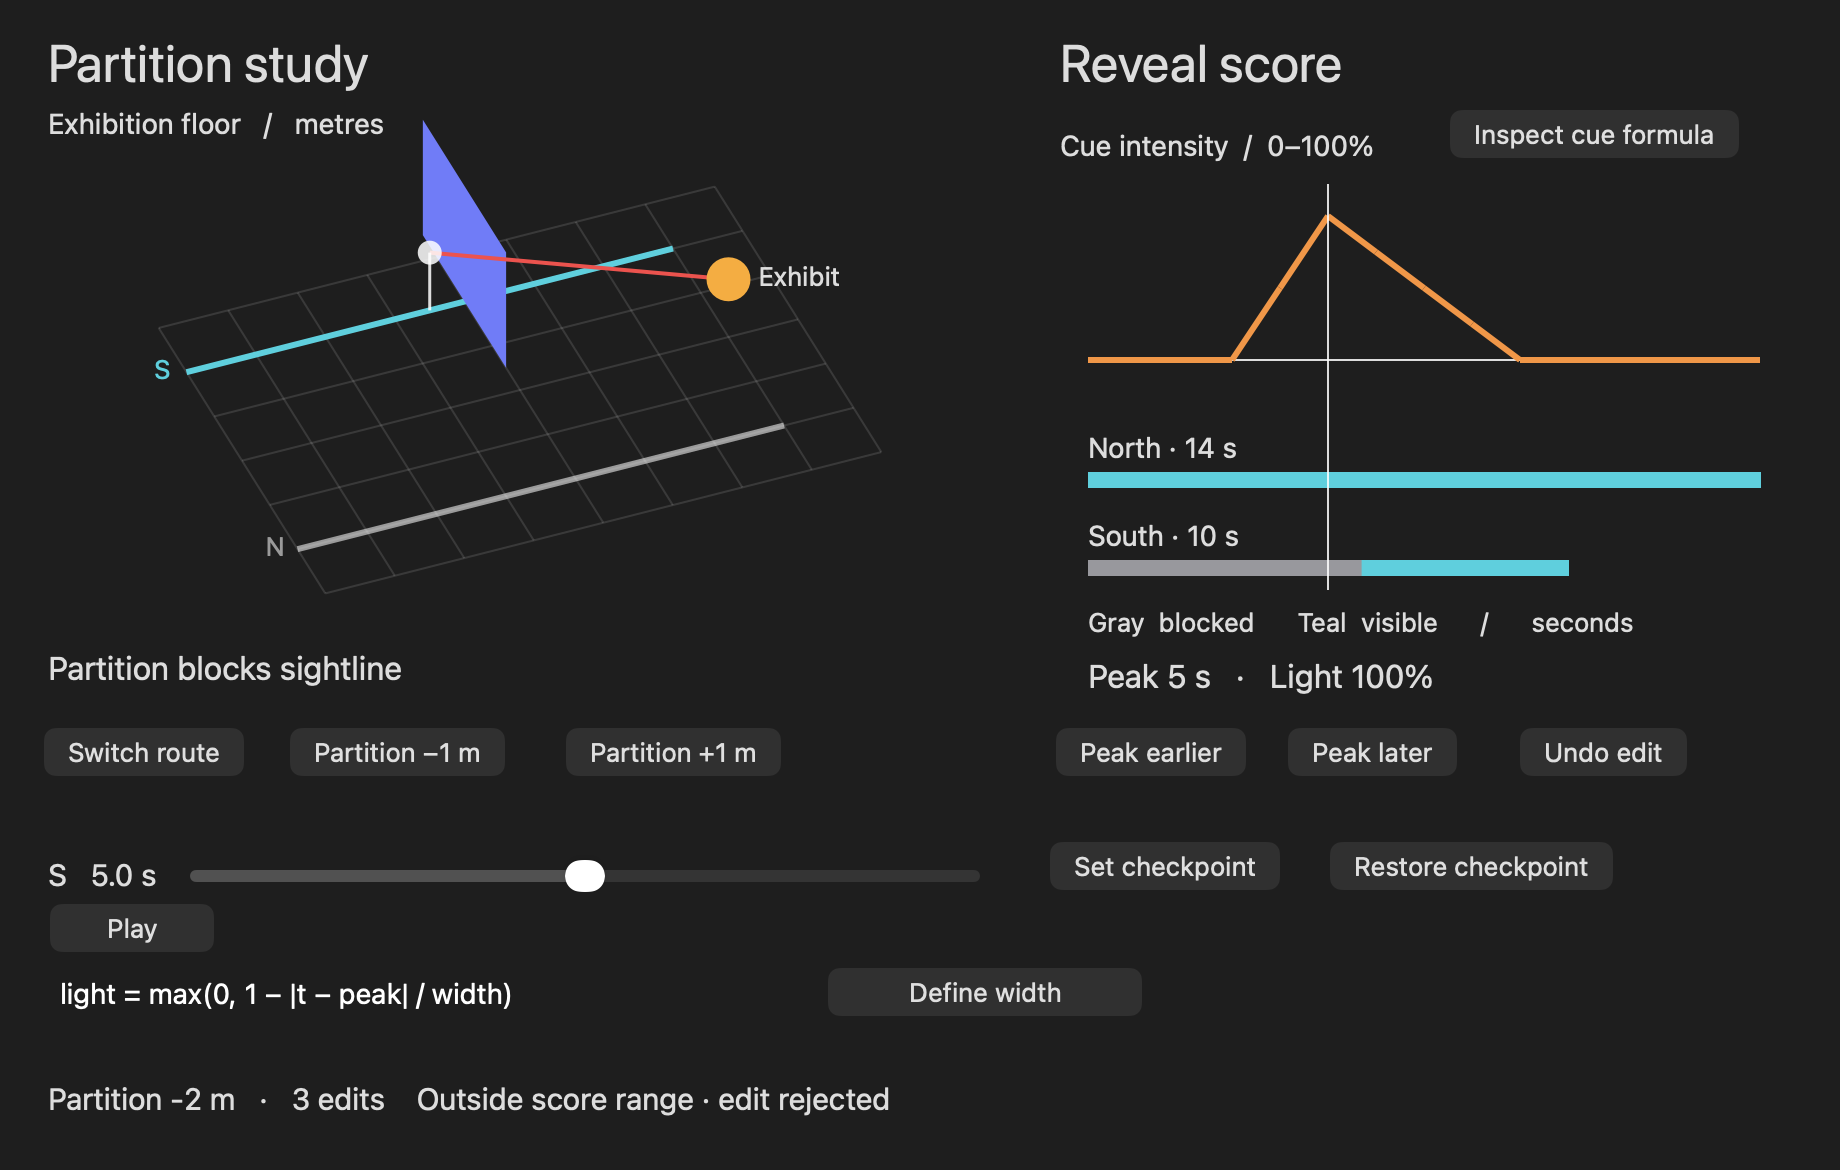 Partition study
Exhibition floor / metres
Exhibit
S
N
Partition blocks sightline
Switch route
Partition –1 m
Partition +1 m
S 5.0 s
Play
light = max(0, 1 – |t – peak| / width)
Define width
Partition -2 m · 3 edits Outside score range · edit rejected
Reveal score
Cue intensity / 0–100%
Inspect cue formula
North · 14 s
South · 10 s
Gray blocked Teal visible / seconds
Peak 5 s · Light 100%
Peak earlier
Peak later
Undo edit
Set checkpoint
Restore checkpoint